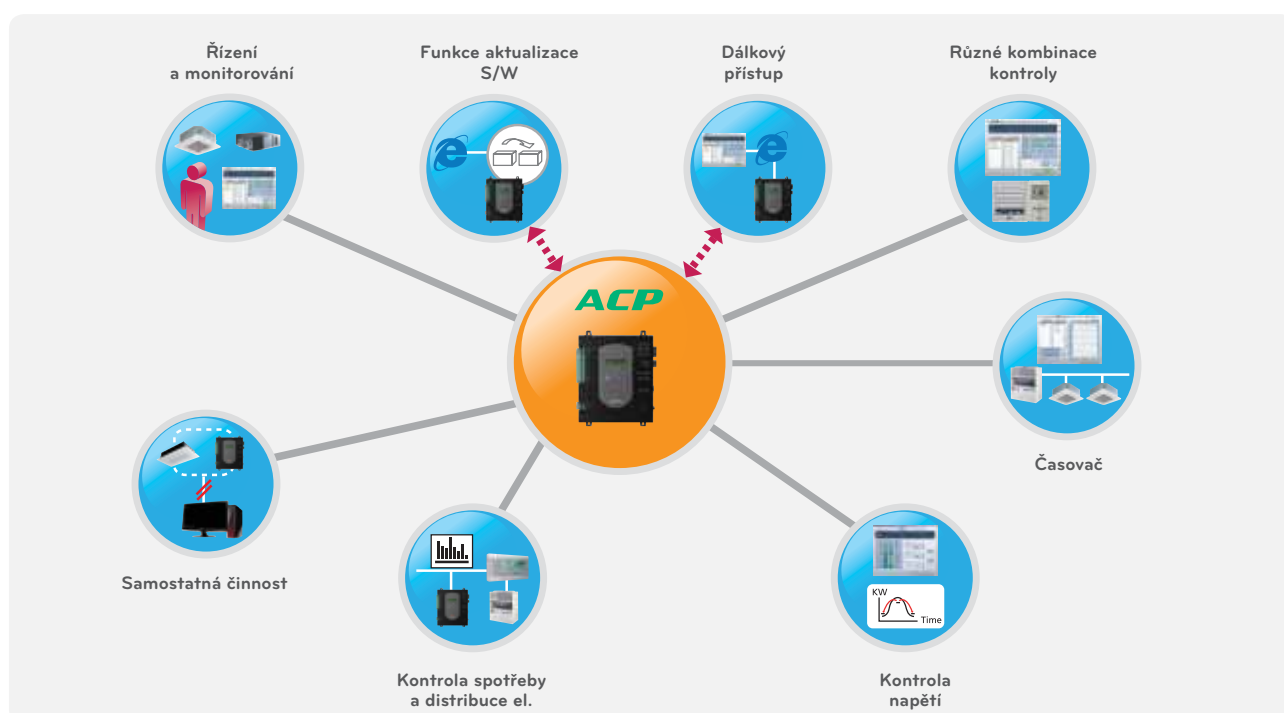 Řízení
a monitorování
Funkce aktualizace
S/W
Dálkový
přístup
Různé kombinace
kontroly
ACP
Časovač
Samostatná činnost
KW
Time
Kontrola spotřeby
a distribuce el.
Kontrola
napětí